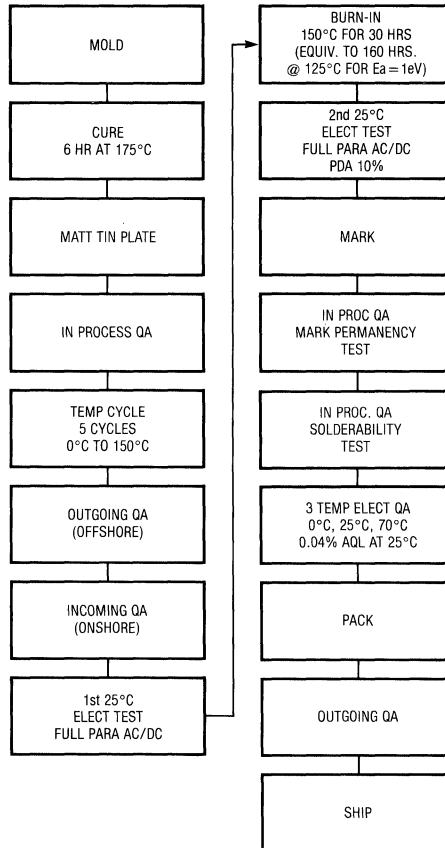 MOLD
CURE
6 HR AT 175°C
MATT TIN PLATE
IN PROCESS QA
TEMP CYCLE
5 CYCLES
0°C TO 150°C
OUTGOING QA
(OFFSHORE)
INCOMING QA
(ONSHORE)
1st 25°C
ELECT TEST
FULL PARA AC/DC
BURN-IN
150°C FOR 30 HRS
(EQUIV. TO 160 HRS.
@ 125°C FOR Ea = 1eV)
2nd 25°C
ELECT TEST
FULL PARA AC/DC
PDA 10%
MARK
IN PROC QA
MARK PERMANENCY
TEST
IN PROC. QA
SOLDERABILITY
TEST
3 TEMP ELECT QA
0°C, 25°C, 70°C
0.04% AQL AT 25°C
PACK
OUTGOING QA
SHIP